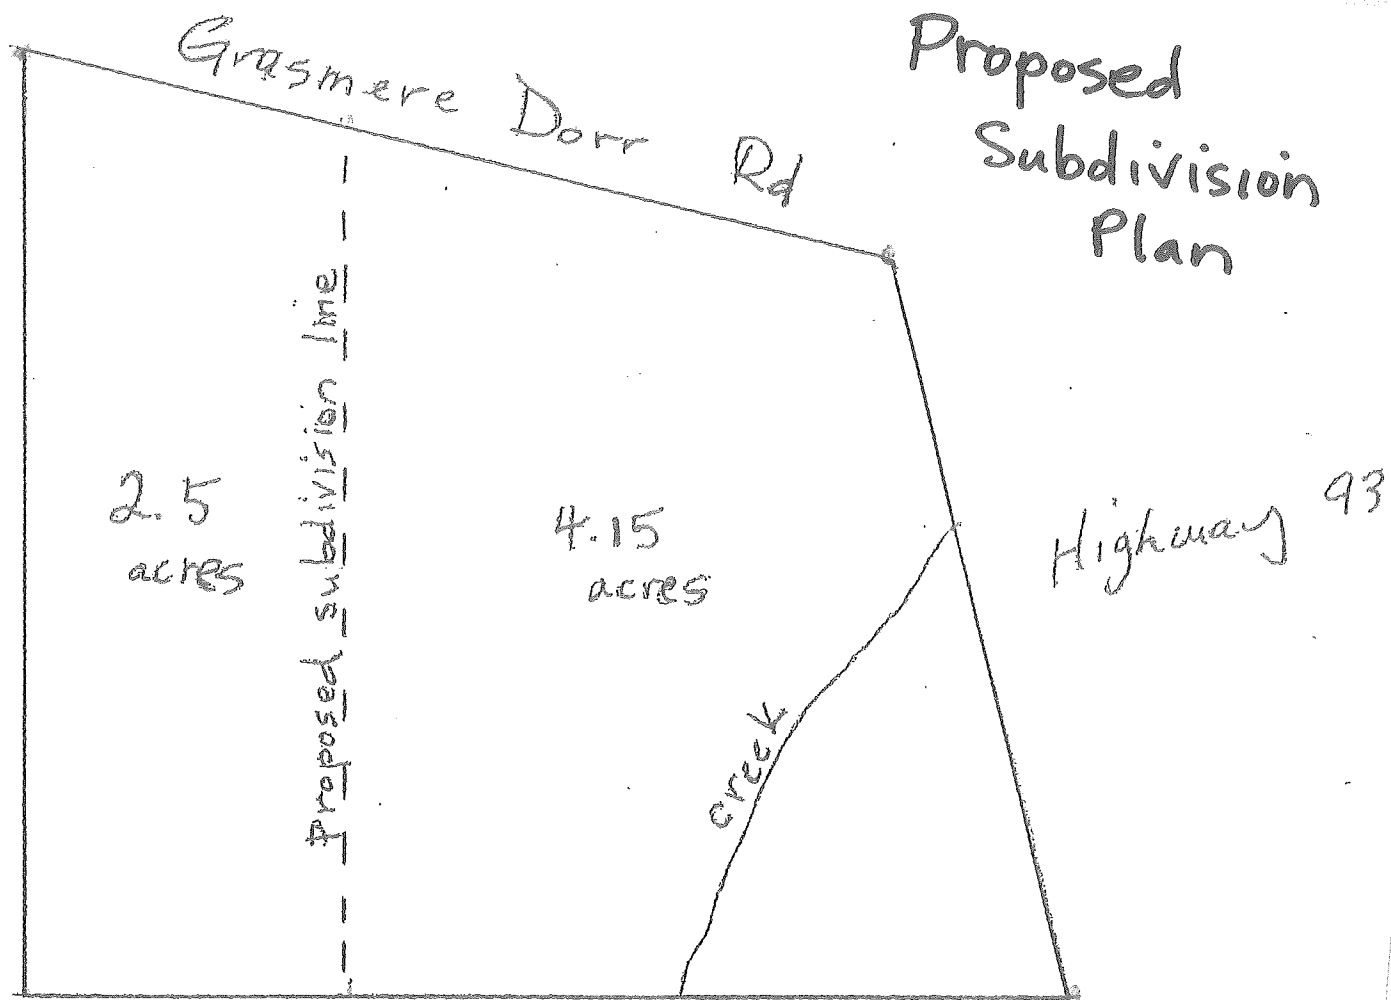 Grasmere Dorr Rd
Proposed
Subdivision
Plan
Proposed subdivision line
2.5
acres
4.15
acres
Highway 93
creek